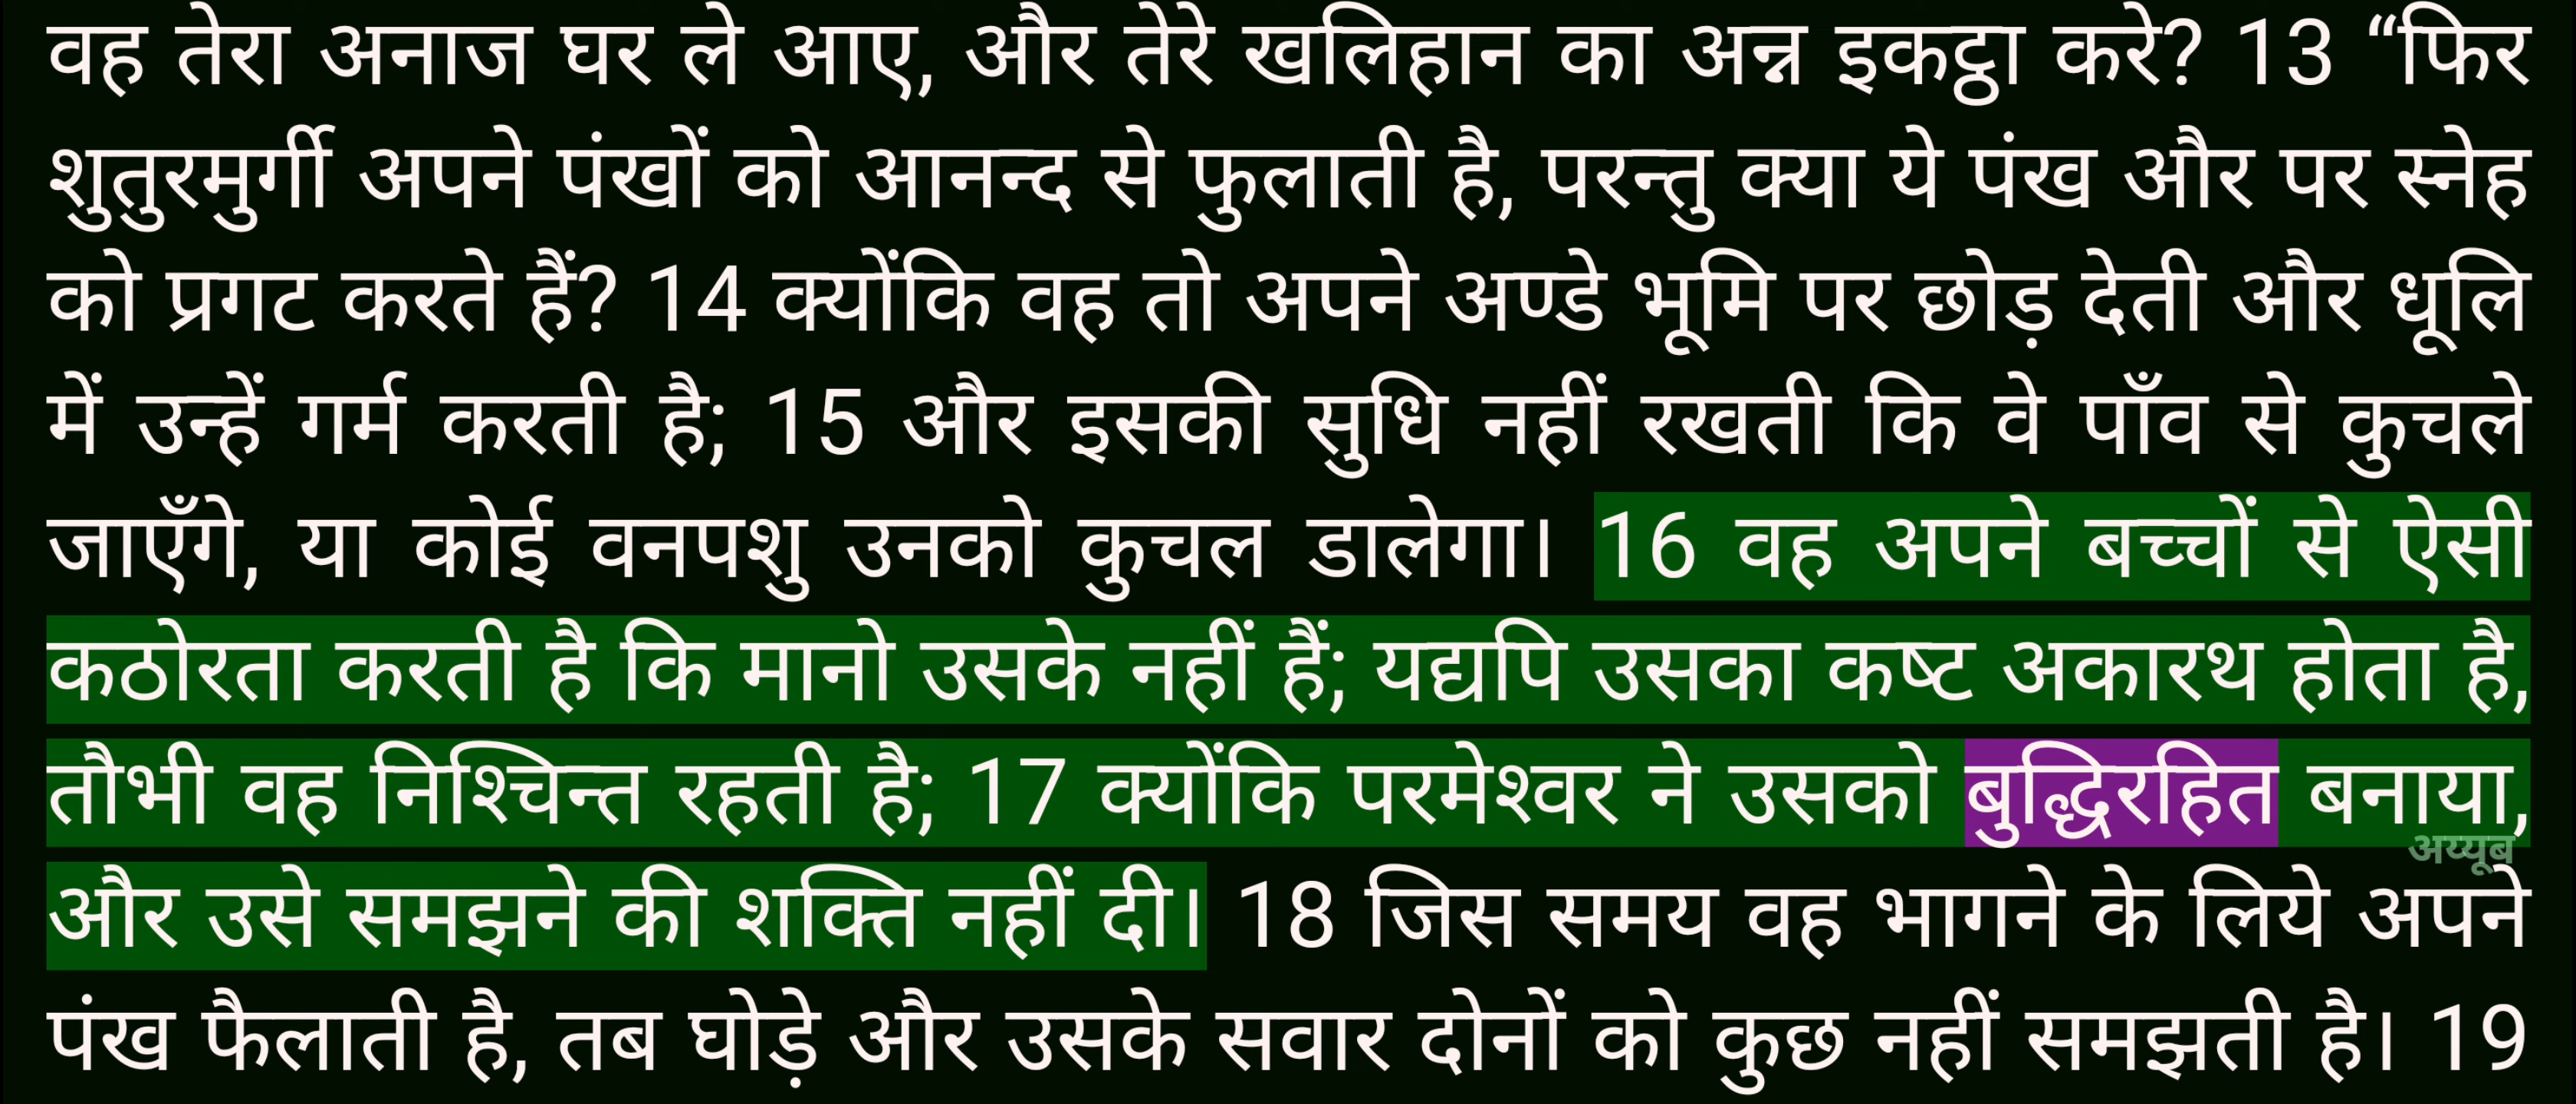 वह तेरा अनाज घर ले आए, और तेरे खलिहान का अन्न इकट्ठा करे? 13 “फिर
शुतुरमुर्गी अपने पंखों को आनन्द से फुलाती है, परन्तु क्या ये पंख और पर स्नेह
को प्रगट करते हैं? 14 क्योंकि वह तो अपने अण्डे भूमि पर छोड़ देती और धूलि
में उन्हें गर्म करती है; 15 और इसकी सुधि नहीं रखती कि वे पाँव से कुचले
जाएँगे, या कोई वनपशु उनको कुचल डालेगा। 16 वह अपने बच्चों से ऐसी
कठोरता करती है कि मानो उसके नहीं हैं; यद्यपि उसका कष्ट अकारथ होता है,
तौभी वह निश्चिन्त रहती है; 17 क्योंकि परमेश्वर ने उसको बुद्धिरहित बनाया,
अय्यूब
और उसे समझने की शक्ति नहीं दी। 18 जिस समय वह भागने के लिये अपने
पंख फैलाती है, तब घोड़े और उसके सवार दोनों को कुछ नहीं समझती है। 19